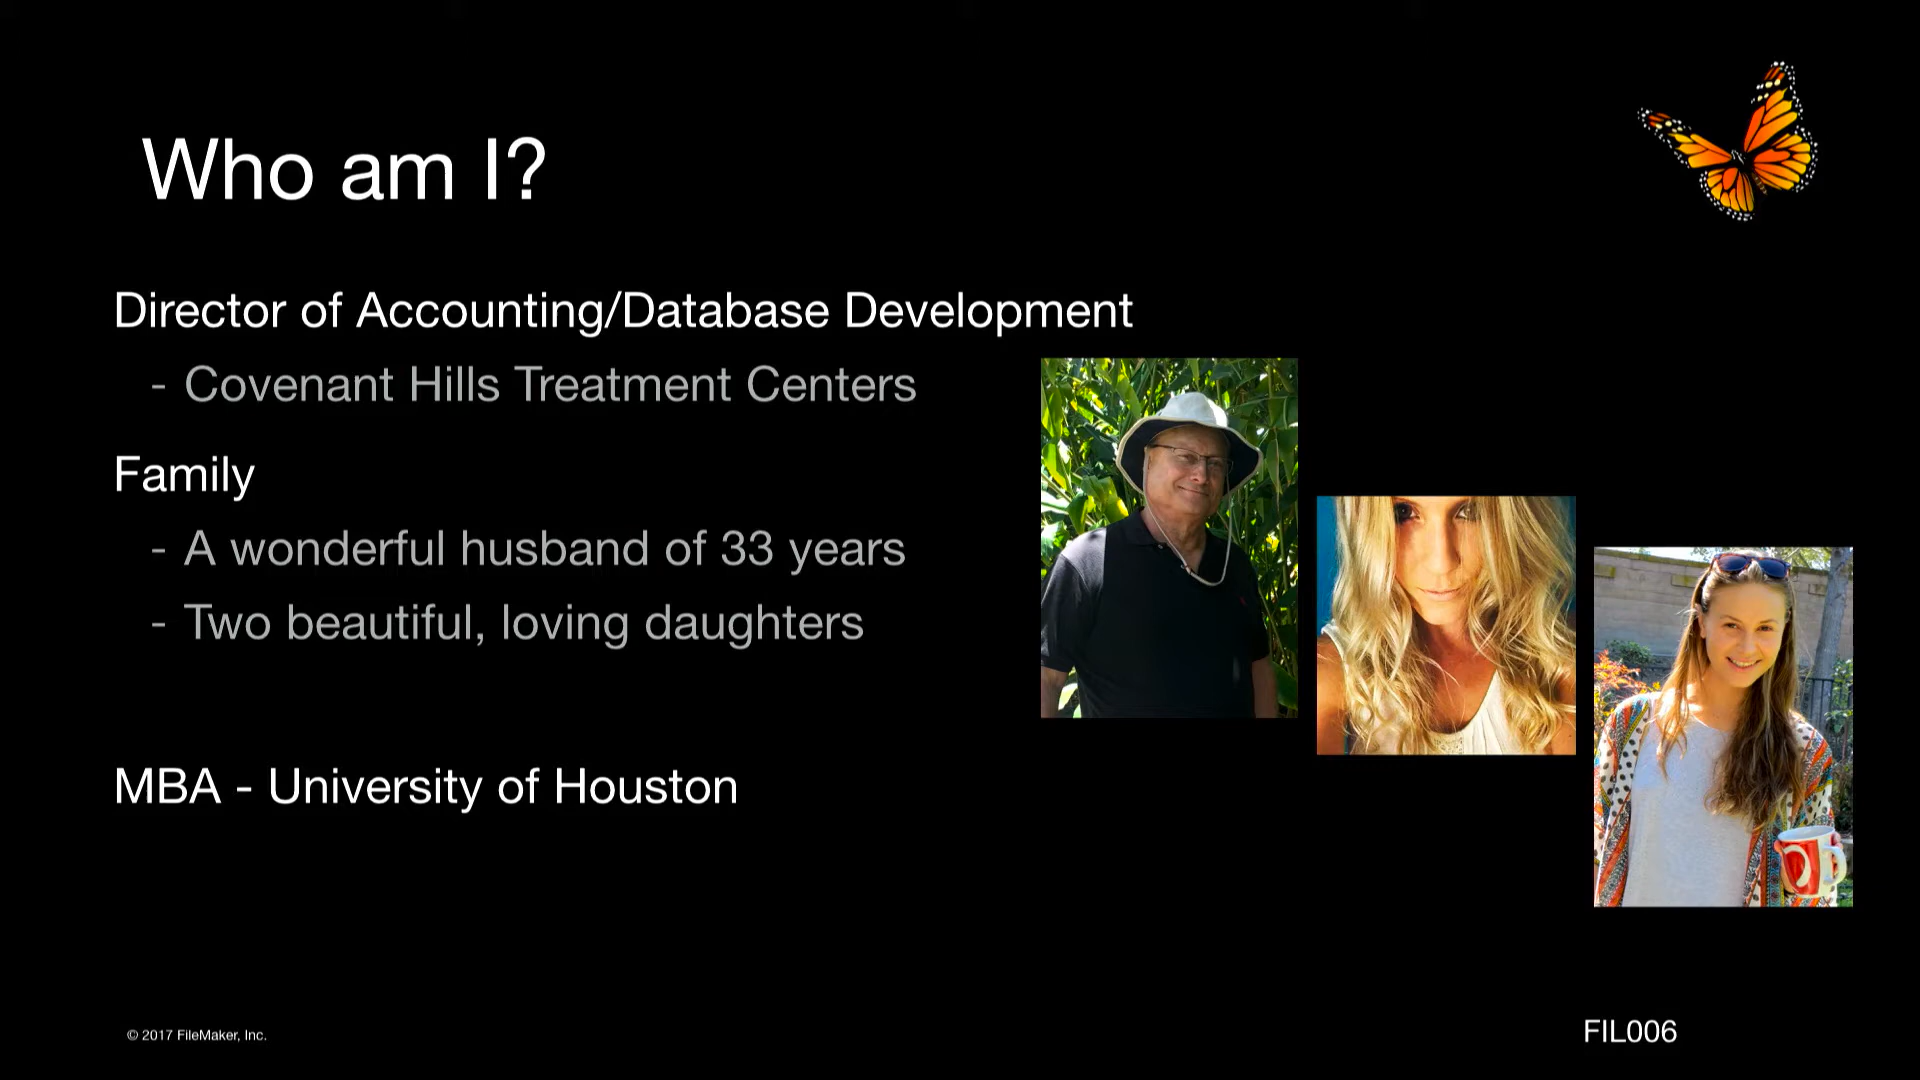 Who am I?
Director of Accounting/Database Development
- Covenant Hills Treatment Centers
Family
- A wonderful husband of 33 years
- Two beautiful, loving daughters
MBA - University of Houston
© 2017 FileMaker, Inc.
FIL006